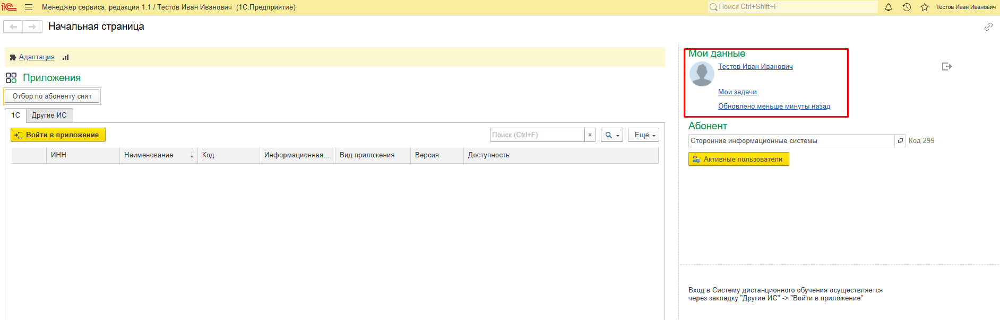 1С Менеджер сервиса, редакция 1.1 / Тестов Иван Иванович (1С:Предприятие) Поиск Ctrl+Shift+F Тестов Иван Иванович
Начальная страница
Адаптация
Приложения
Отбор по абоненту снят
1С Другие ИС
Войти в приложение Поиск (Ctrl+F) × Еще
ИНН Наименование ↓ Код Информационная... Вид приложения Версия Доступность
Мои данные
Тестов Иван Иванович
Мои задачи
Обновлено меньше минуты назад
Абонент
Сторонние информационные системы Код 299
Активные пользователи
Вход в Систему дистанционного обучения осуществляется
через закладку "Другие ИС" -> "Войти в приложение"